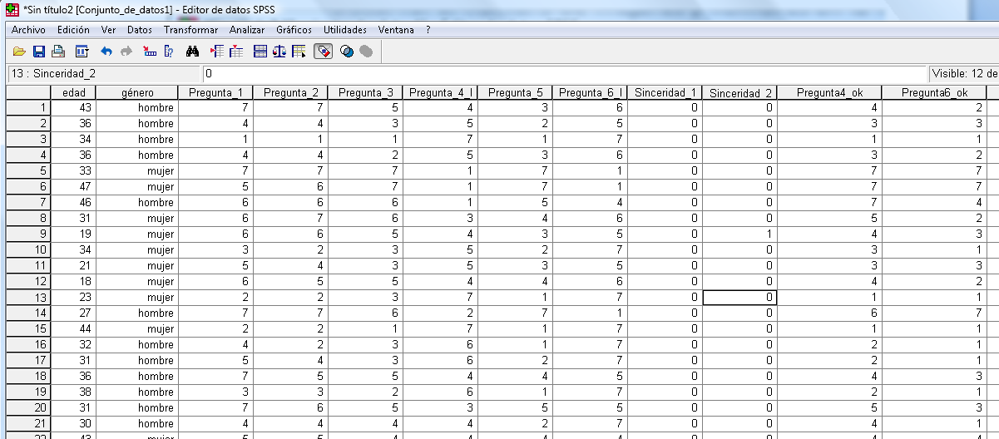 *Sin título2 [Conjunto_de_datos1] - Editor de datos SPSS
Archivo Edición Ver Datos Transformar Analizar Gráficos Utilidades Ventana ?
13 : Sinceridad_2 0 Visible: 12 de
edad género Pregunta_1 Pregunta_2 Pregunta_3 Pregunta_4_I Pregunta_5 Pregunta_6_I Sinceridad_1 Sinceridad_2 Pregunta4_ok Pregunta6_ok
1 43 hombre 7 7 5 4 3 6 0 0 4 2
2 36 hombre 4 4 3 5 2 5 0 0 3 3
3 34 hombre 1 1 1 7 1 7 0 0 1 1
4 36 hombre 4 4 2 5 3 6 0 0 3 2
5 33 mujer 7 7 7 1 7 1 0 0 7 7
6 47 mujer 5 6 7 1 7 1 0 0 7 7
7 46 hombre 6 6 6 1 5 4 0 0 7 4
8 31 mujer 6 7 6 3 4 6 0 0 5 2
9 19 mujer 6 6 5 4 3 5 0 1 4 3
10 34 mujer 3 2 3 5 2 7 0 0 3 1
11 21 mujer 5 4 3 5 3 5 0 0 3 3
12 18 mujer 6 5 5 4 4 6 0 0 4 2
13 23 mujer 2 2 3 7 1 7 0 0 1 1
14 27 hombre 7 7 6 2 7 1 0 0 6 7
15 44 mujer 2 2 1 7 1 7 0 0 1 1
16 32 hombre 4 2 3 6 1 7 0 0 2 1
17 31 hombre 5 4 3 6 2 7 0 0 2 1
18 36 hombre 7 5 5 4 4 5 0 0 4 3
19 38 hombre 3 3 2 6 1 7 0 0 2 1
20 31 hombre 7 6 5 3 5 5 0 0 5 3
21 30 hombre 4 4 4 4 2 7 0 0 4 1
22 43 mujer 5 5 4 4 4 4 0 0 4 4